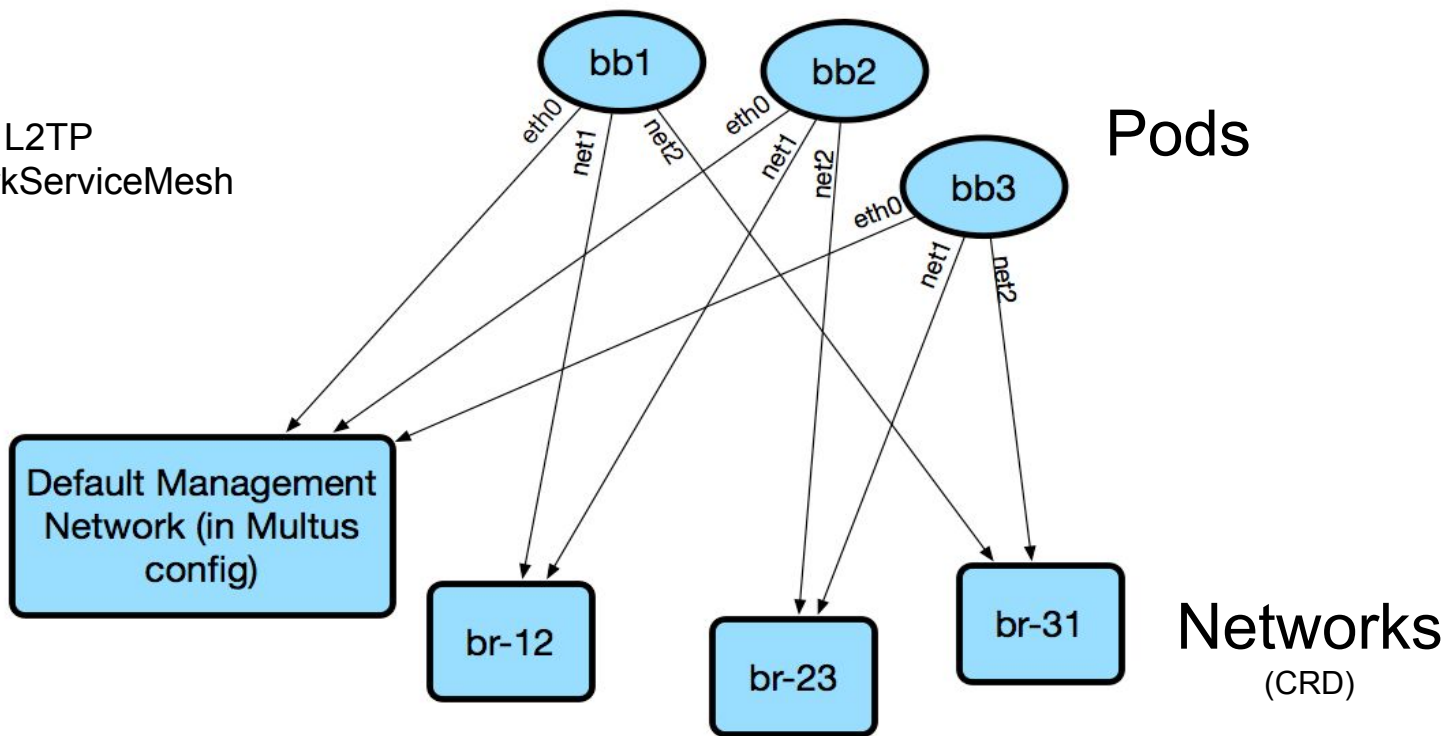 bb1
bb2
bb3
Pods
L2TP
kServiceMesh
eth0
net1
net2
eth0
net1
net2
eth0
net1
net2
Default Management
Network (in Multus
config)
br-12
br-23
br-31
Networks
(CRD)